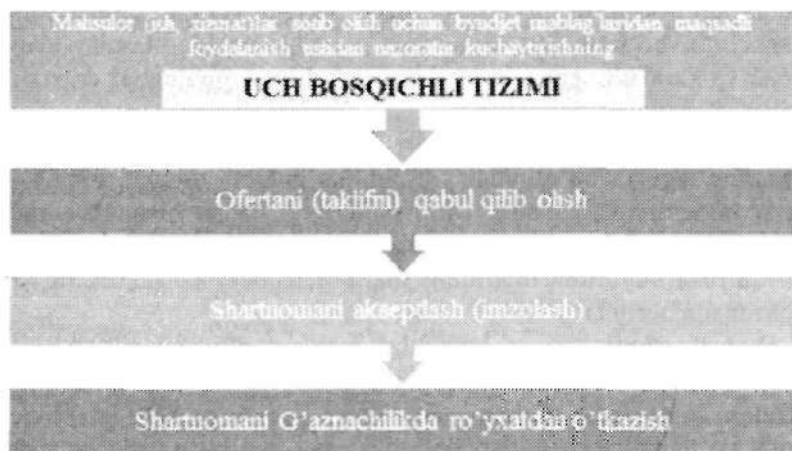 Mahsulot (ish, xizmat)lar sotib olish uchun byudjet mablag'laridan maqsadli
foydalanish ustidan nazoratni kuchaytirishning
UCH BOSQICHLI TIZIMI
Ofertani (taklifni) qabul qilib olish
Shartnomani akseptlash (imzolash)
Shartnomani G'aznachilikda ro'yxatdan o'tkazish